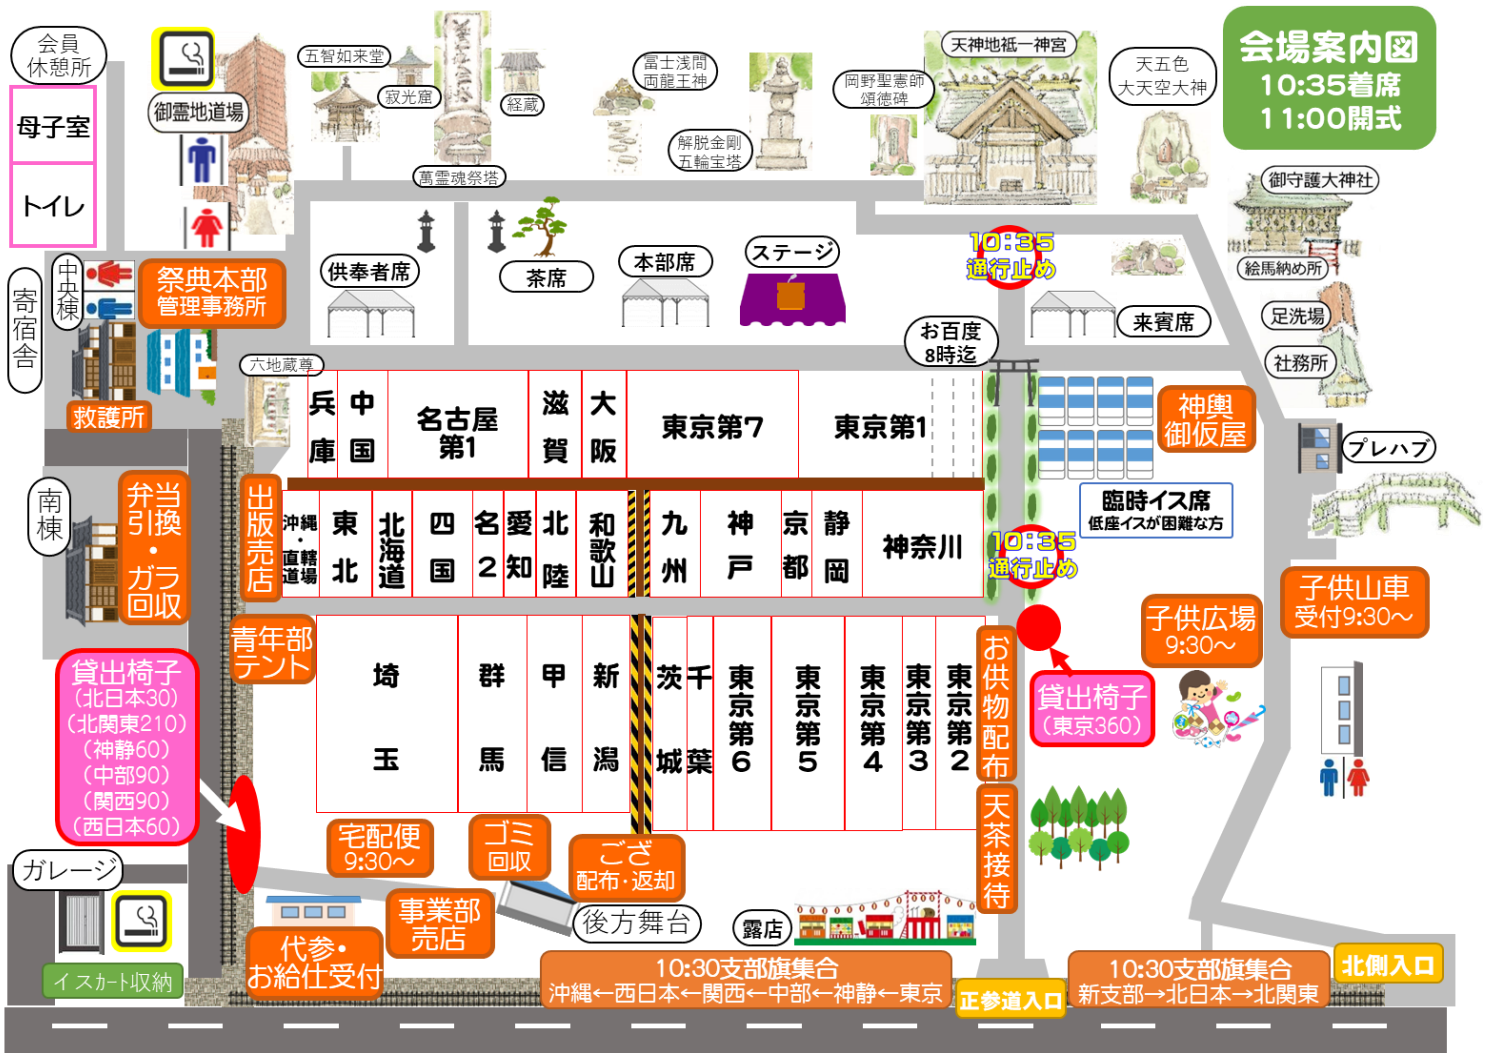 会場案内図
10:35着席
11:00開式
会員
休憩所
母子室
トイレ
御霊地道場
五智如来堂
寂光窟
経蔵
萬霊魂祭塔
冨士浅間
両龍王神
解脱金剛
五輪宝塔
岡野聖憲師
頌徳碑
天神地祇一神宮
天五色
大天空大神
御守護大神社
絵馬納め所
足洗場
社務所
プレハブ
寄宿舎
中央棟
祭典本部
管理事務所
救護所
供奉者席
茶席
本部席
ステージ
10:35
通行止め
お百度
8時迄
来賓席
六地蔵尊
兵庫
中国
名古屋
第1
滋賀
大阪
東京第7
東京第1
神輿
御仮屋
臨時イス席
低座イスが困難な方
南棟
弁当
引換
・
ガラ
回収
出版売店
沖縄・直轄道場
東北
北海道
四国
名2
愛知
北陸
和歌山
九州
神戸
京都
静岡
神奈川
10:35
通行止め
青年部
テント
埼玉
群馬
甲信
新潟
茨城
千葉
東京第6
東京第5
東京第4
東京第3
東京第2
お供物配布
天茶接待
貸出椅子
(東京360)
子供広場
9:30〜
子供山車
受付9:30〜
貸出椅子
(北日本30)
(北関東210)
(神静60)
(中部90)
(関西90)
(西日本60)
ガレージ
イスカート収納
宅配便
9:30〜
ゴミ
回収
ござ
配布・返却
代参・
お給仕受付
事業部
売店
後方舞台
露店
10:30支部旗集合
沖縄←西日本←関西←中部←神静←東京
正参道入口
10:30支部旗集合
新支部→北日本→北関東
北側入口